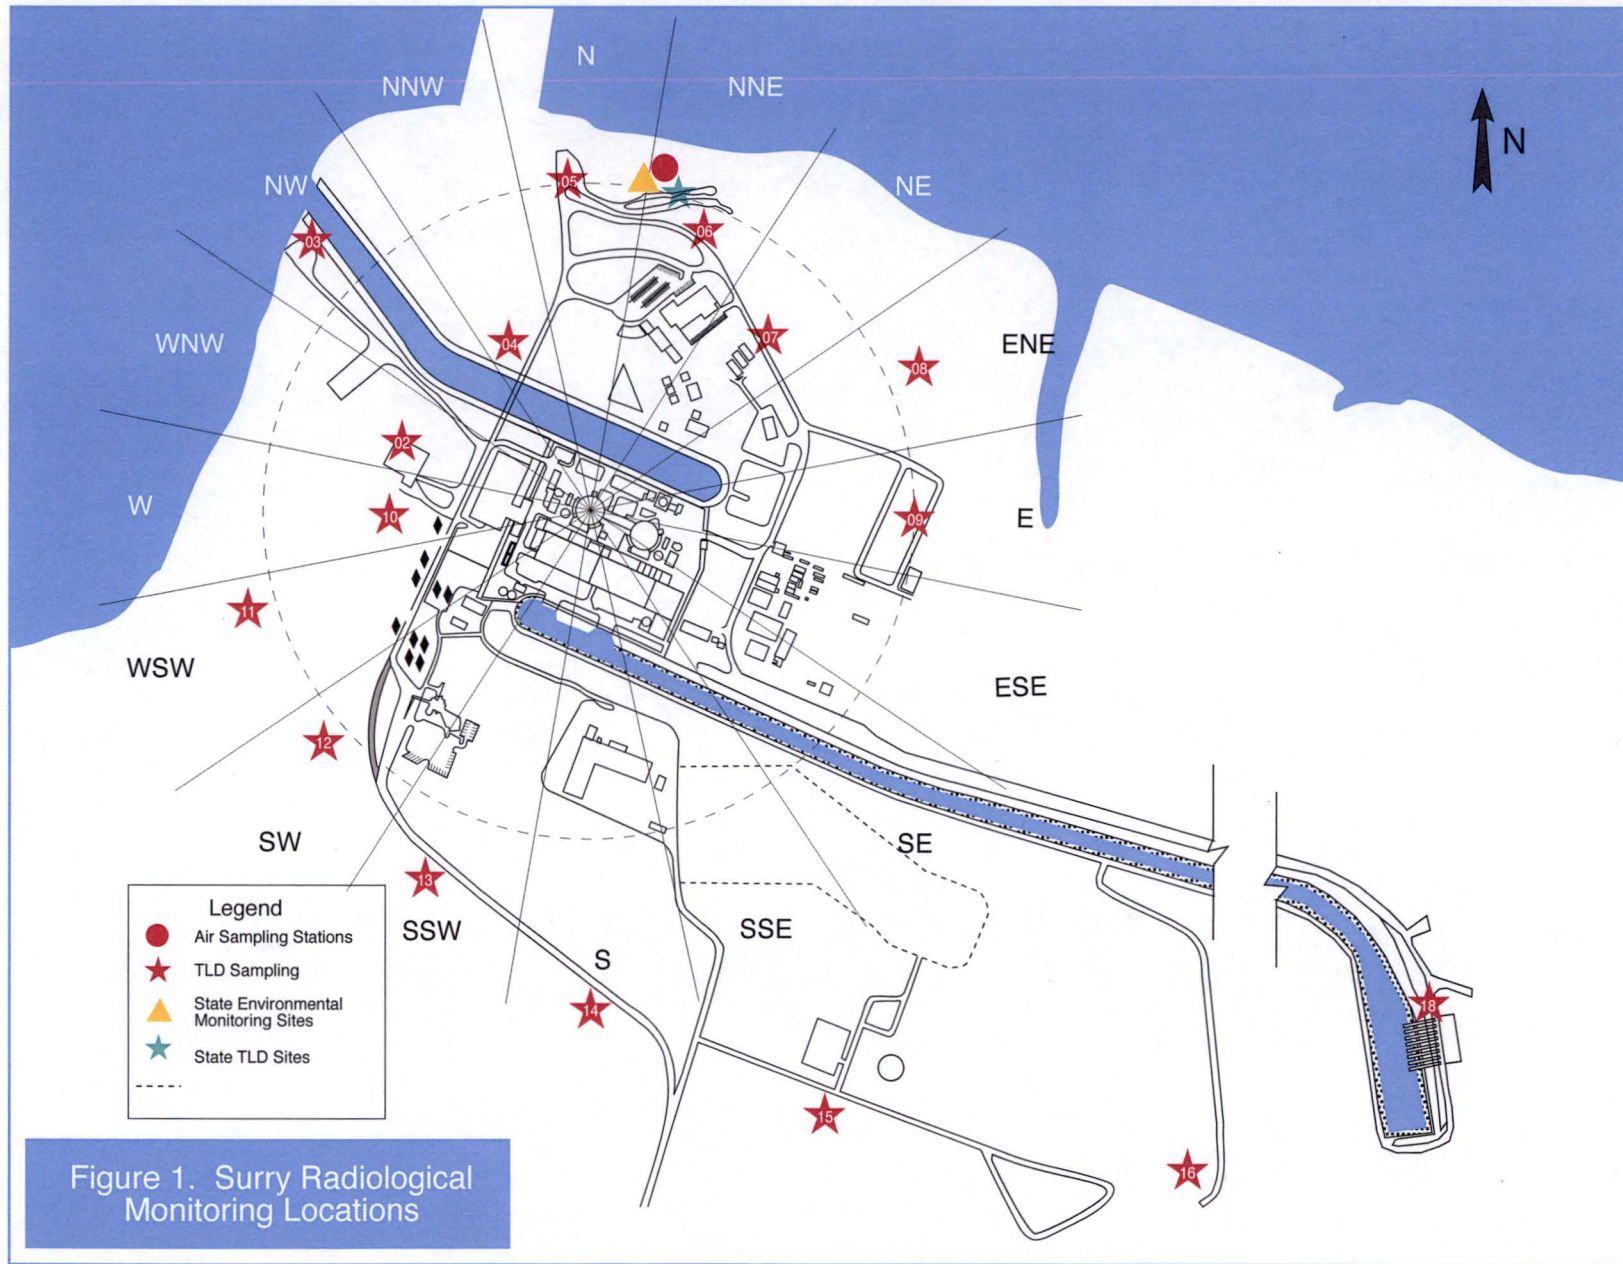 N
NNW
NNE
N
NW
NE
05
06
03
WNW
04
07
08
ENE
02
W
10
09
E
11
WSW
12
ESE
SW
13
SE
SSW
SSE
S
14
15
16
18
Legend
Air Sampling Stations
TLD Sampling
State Environmental
Monitoring Sites
State TLD Sites
Figure 1. Surry Radiological
Monitoring Locations